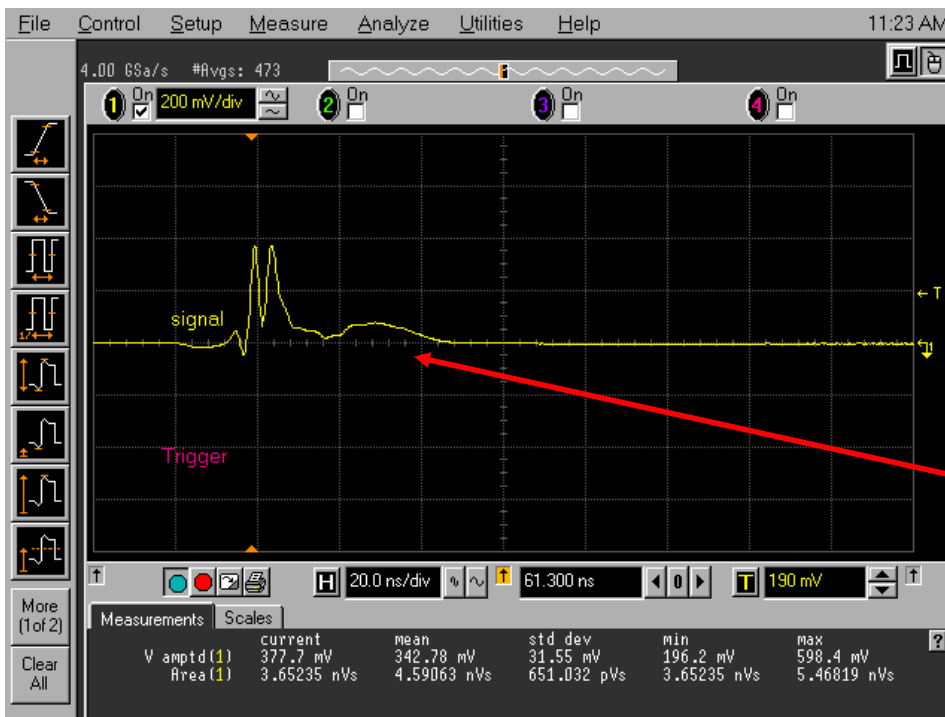 File Control Setup Measure Analyze Utilities Help 11:23 AM
4.00 GSa/s #Avgs: 473
1 On 200 mV/div 2 On 3 On 4 On
T
signal
1
Trigger
H 20.0 ns/div 61.300 ns 0 T 190 mV
More
(1 of 2)
Clear
All
Measurements Scales
?
current mean std dev min max
V amptd(1) 377.7 mV 342.78 mV 31.55 mV 196.2 mV 598.4 mV
Area(1) 3.65235 nVs 4.59063 nVs 651.032 pVs 3.65235 nVs 5.46819 nVs
1/